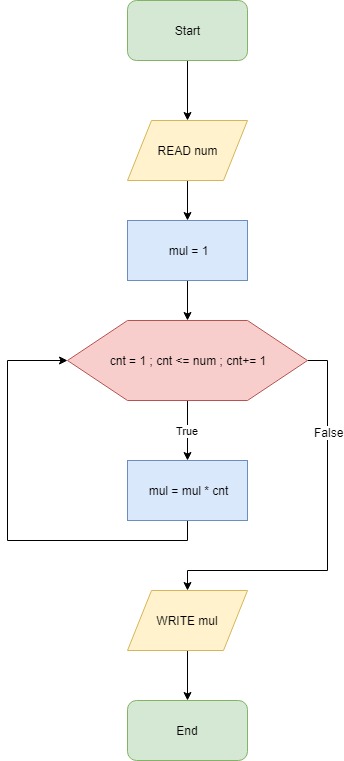 Start
READ num
mul = 1
cnt = 1 ; cnt <= num ; cnt+= 1
True
False
mul = mul * cnt
WRITE mul
End